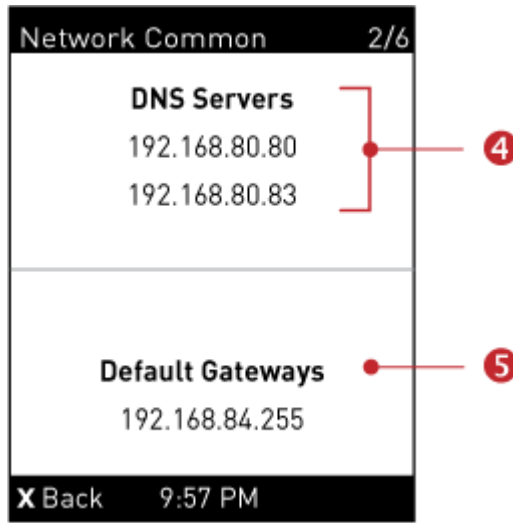 Network Common 2/6
DNS Servers
192.168.80.80
192.168.80.83
4
Default Gateways
5
192.168.84.255
X Back 9:57 PM